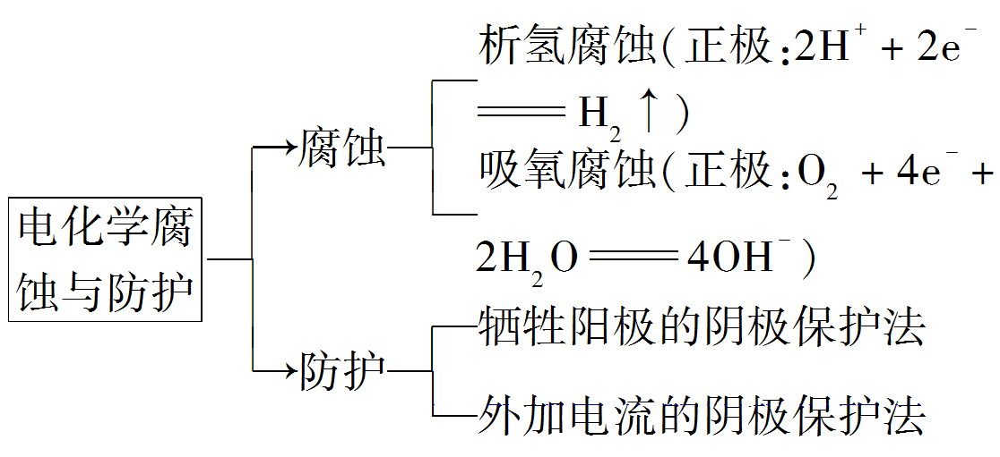 电化学腐
蚀与防护
腐蚀
析氢腐蚀(正极:2H⁺ + 2e⁻
═══ H₂↑)
吸氧腐蚀(正极:O₂ + 4e⁻ +
2H₂O ═══ 4OH⁻)
防护
牺牲阳极的阴极保护法
外加电流的阴极保护法